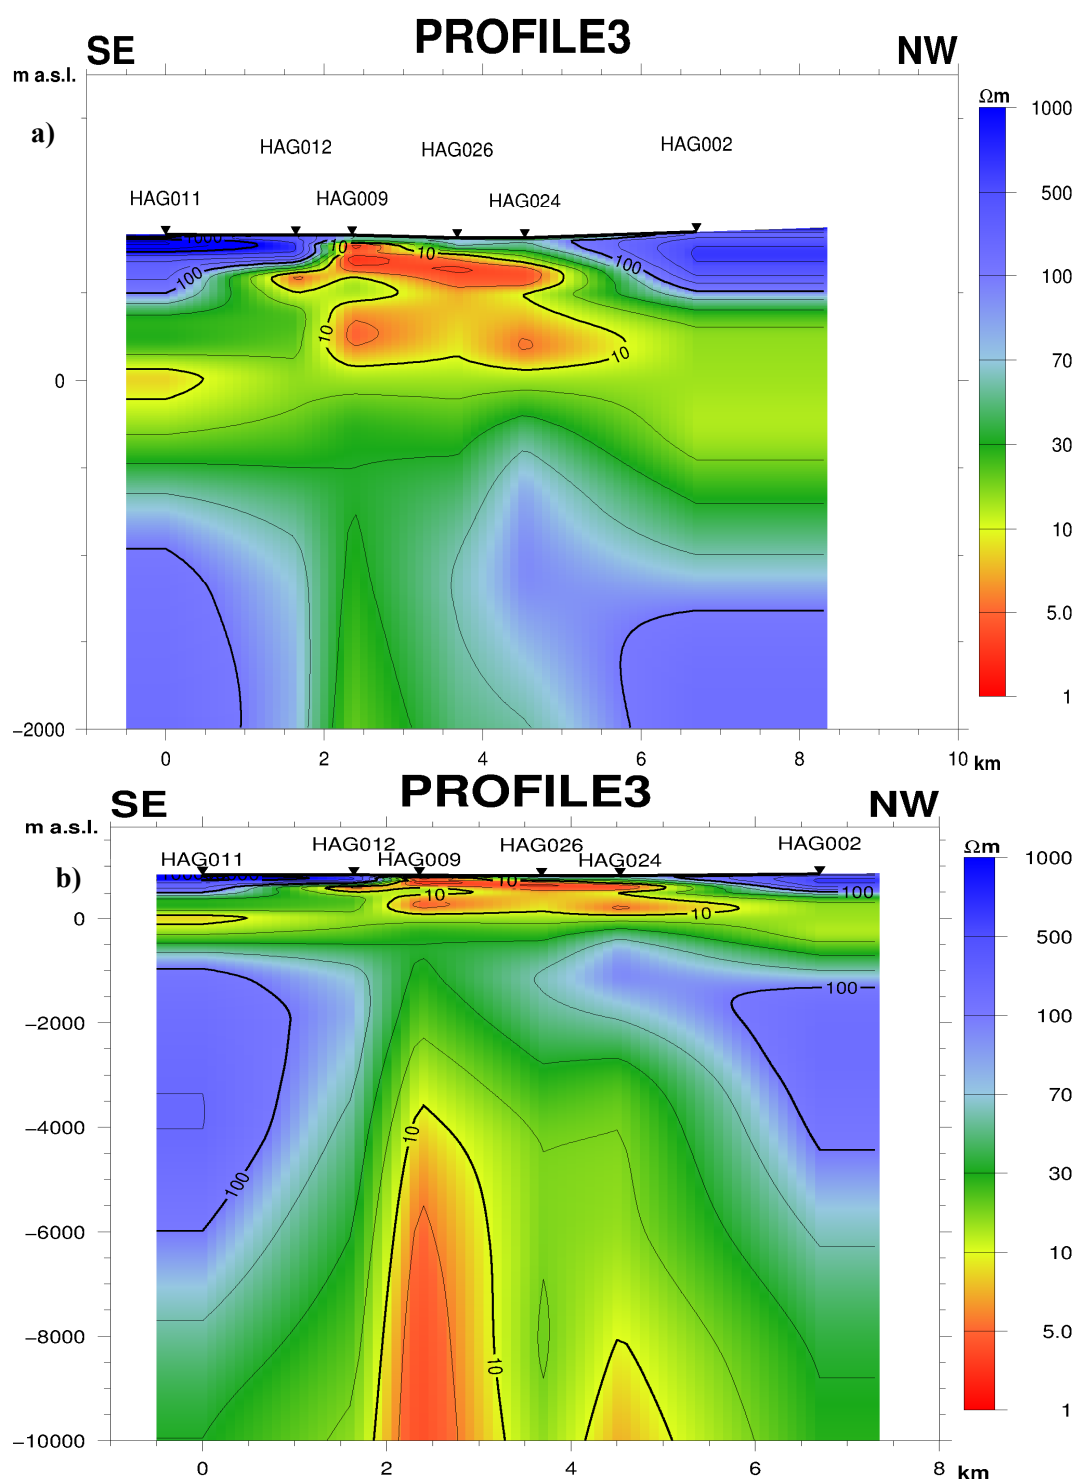 PROFILE3
SE NW
m a.s.l.
Ωm
a)
1000
HAG012 HAG026 HAG002
500
HAG011 HAG009 HAG024
1000
10 10
100 100
100
70
10 10
0
30
10
5.0
1
−2000
0 2 4 6 8 10 km
PROFILE3
SE NW
m a.s.l.
Ωm
1000
HAG012 HAG026 HAG002
HAG011 HAG009 HAG024
b)
10
10 100
10
0
500
100
−2000
100
70
−4000
10
30
100
−6000
10
5.0
−8000
10
1
−10000
0 2 4 6 8 km